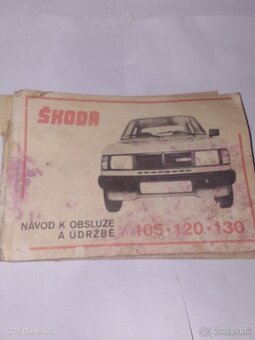 ŠKODA
NÁVOD K OBSLUZE
A ÚDRŽBĚ
105 · 120 · 130